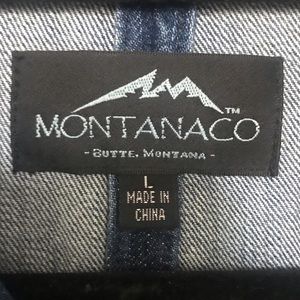 MONTANACO™
- BUTTE, MONTANA -
L
MADE IN
CHINA